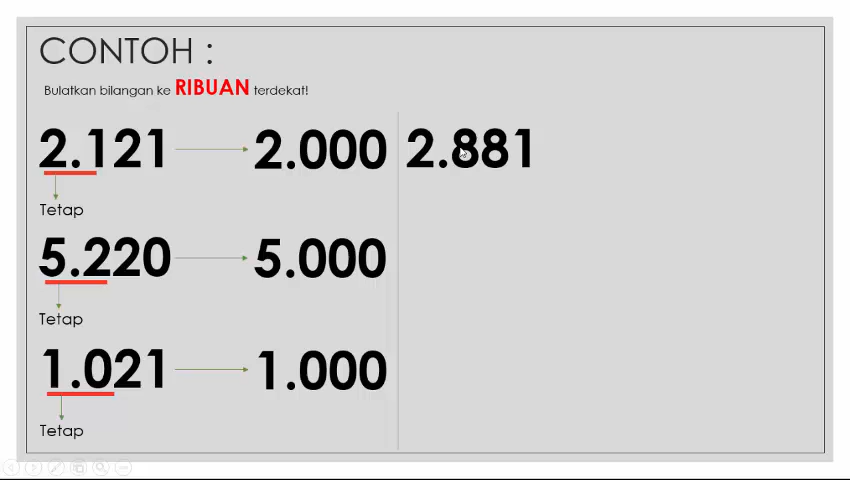 CONTOH :
Bulatkan bilangan ke RIBUAN terdekat!
2.121 2.000
Tetap
5.220 5.000
Tetap
1.021 1.000
Tetap
2.881